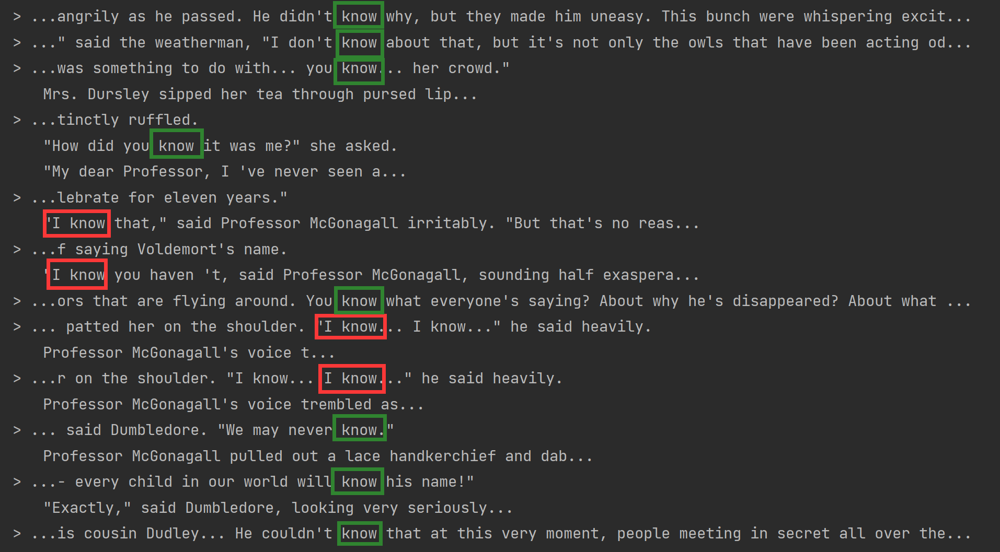 > ...angrily as he passed. He didn't know why, but they made him uneasy. This bunch were whispering excit...
> ..." said the weatherman, "I don't know about that, but it's not only the owls that have been acting od...
> ...was something to do with... you know... her crowd."
Mrs. Dursley sipped her tea through pursed lip...
> ...tinctly ruffled.
"How did you know it was me?" she asked.
"My dear Professor, I 've never seen a...
> ...lebrate for eleven years."
"I know that," said Professor McGonagall irritably. "But that's no reas...
> ...f saying Voldemort's name.
'I know you haven 't, said Professor McGonagall, sounding half exaspera...
> ...ors that are flying around. You know what everyone's saying? About why he's disappeared? About what ...
> ... patted her on the shoulder. "I know... I know..." he said heavily.
Professor McGonagall's voice t...
> ...r on the shoulder. "I know... I know..." he said heavily.
Professor McGonagall's voice trembled as...
> ... said Dumbledore. "We may never know."
Professor McGonagall pulled out a lace handkerchief and dab...
> ...- every child in our world will know his name!"
"Exactly," said Dumbledore, looking very seriously...
> ...is cousin Dudley... He couldn't know that at this very moment, people meeting in secret all over the...